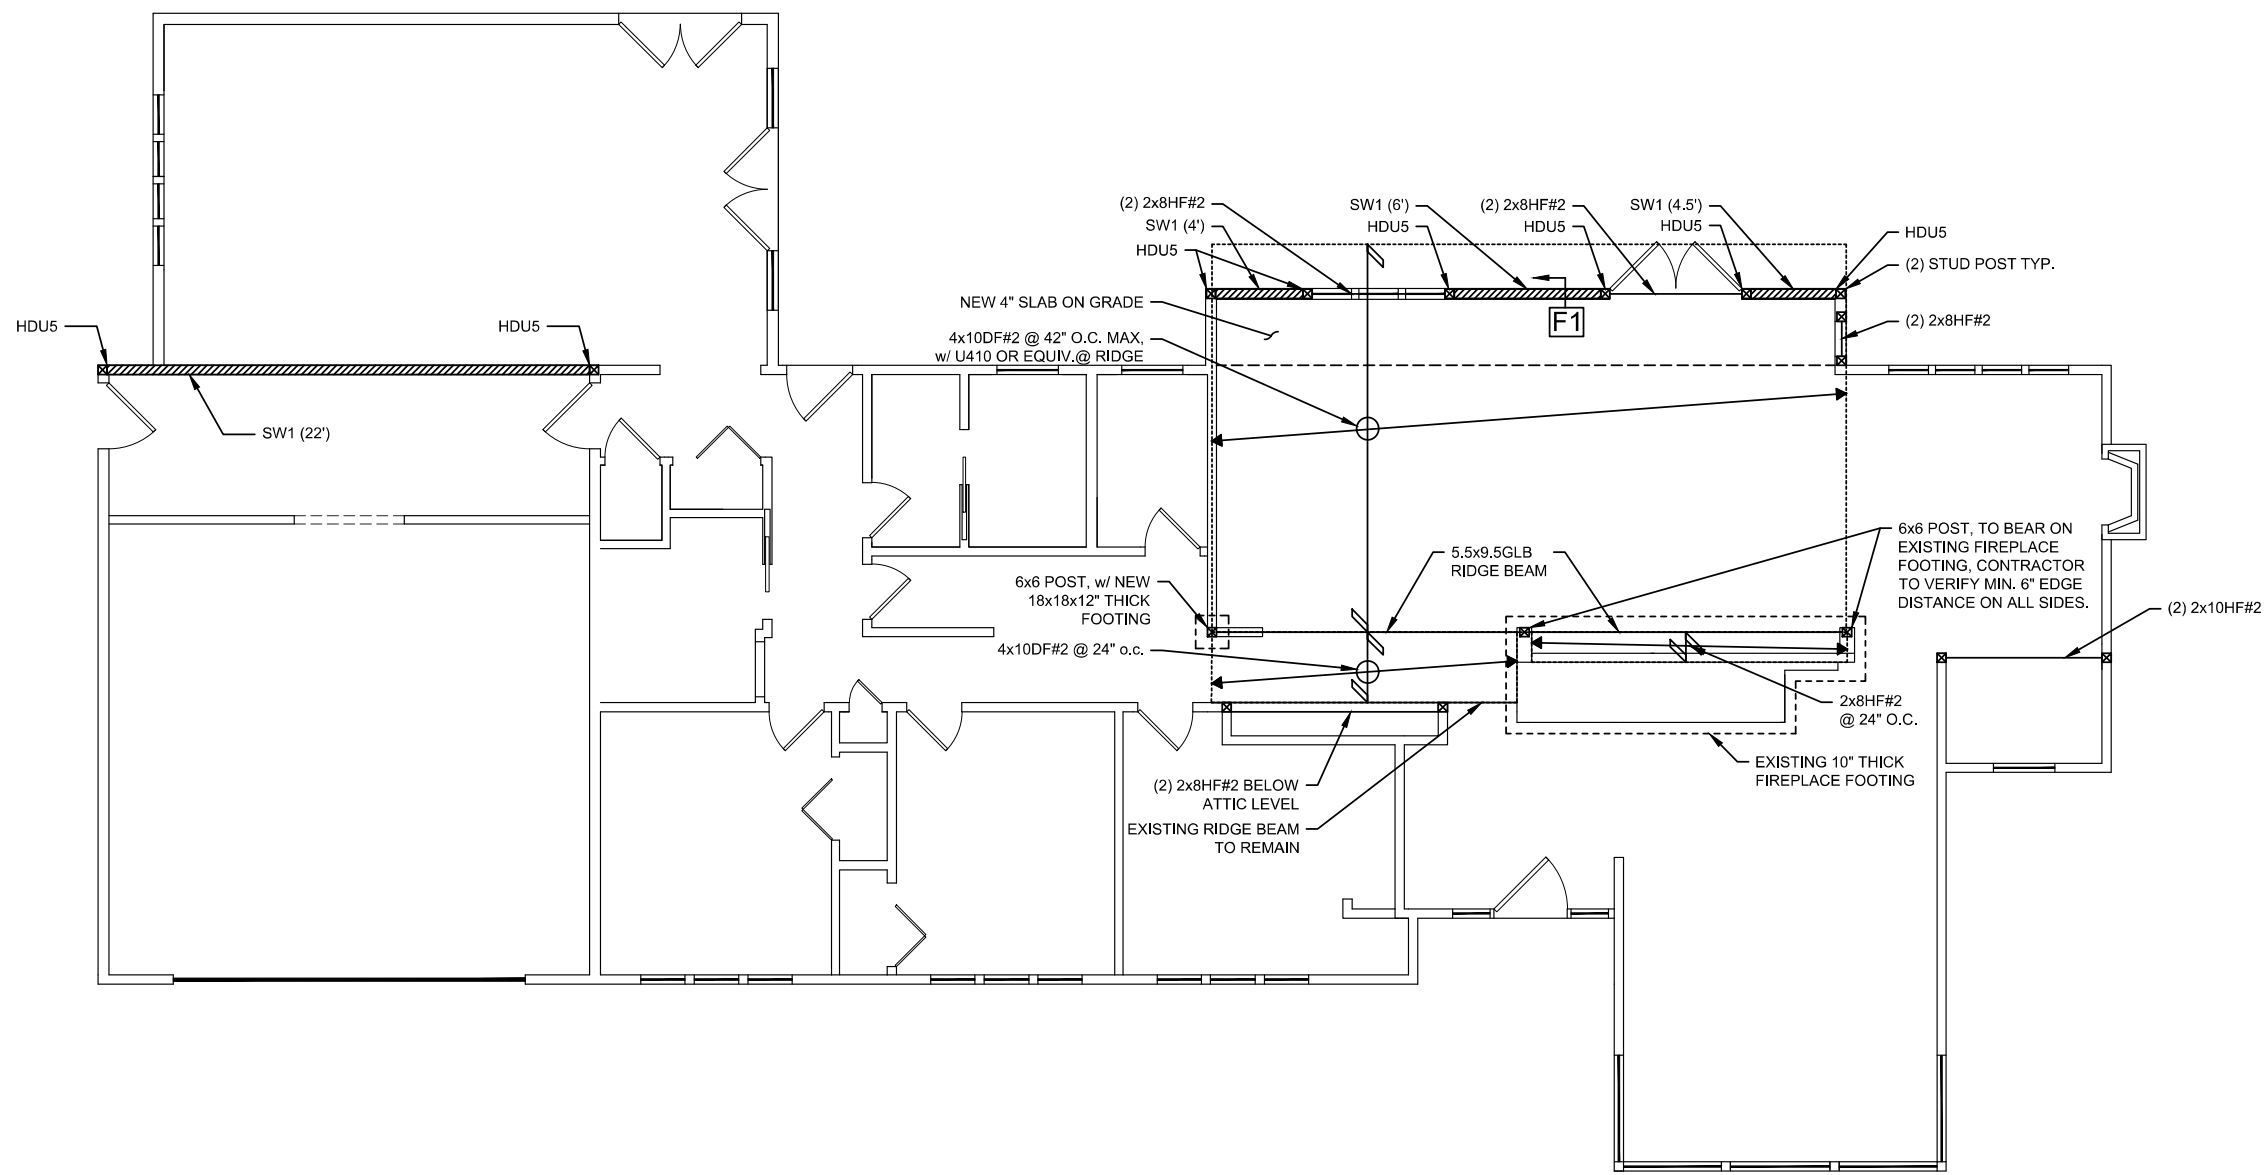 (2) 2x8HF#2
SW1 (4')
HDU5
SW1 (6')
HDU5
(2) 2x8HF#2
HDU5
SW1 (4.5')
HDU5
HDU5
(2) STUD POST TYP.
(2) 2x8HF#2
NEW 4" SLAB ON GRADE
F1
4x10DF#2 @ 42" O.C. MAX,
w/ U410 OR EQUIV.@ RIDGE
HDU5
HDU5
SW1 (22')
5.5x9.5GLB
RIDGE BEAM
6x6 POST, TO BEAR ON
EXISTING FIREPLACE
FOOTING, CONTRACTOR
TO VERIFY MIN. 6" EDGE
DISTANCE ON ALL SIDES.
6x6 POST, w/ NEW
18x18x12" THICK
FOOTING
(2) 2x10HF#2
4x10DF#2 @ 24" o.c.
2x8HF#2
@ 24" O.C.
EXISTING 10" THICK
FIREPLACE FOOTING
(2) 2x8HF#2 BELOW
ATTIC LEVEL
EXISTING RIDGE BEAM
TO REMAIN